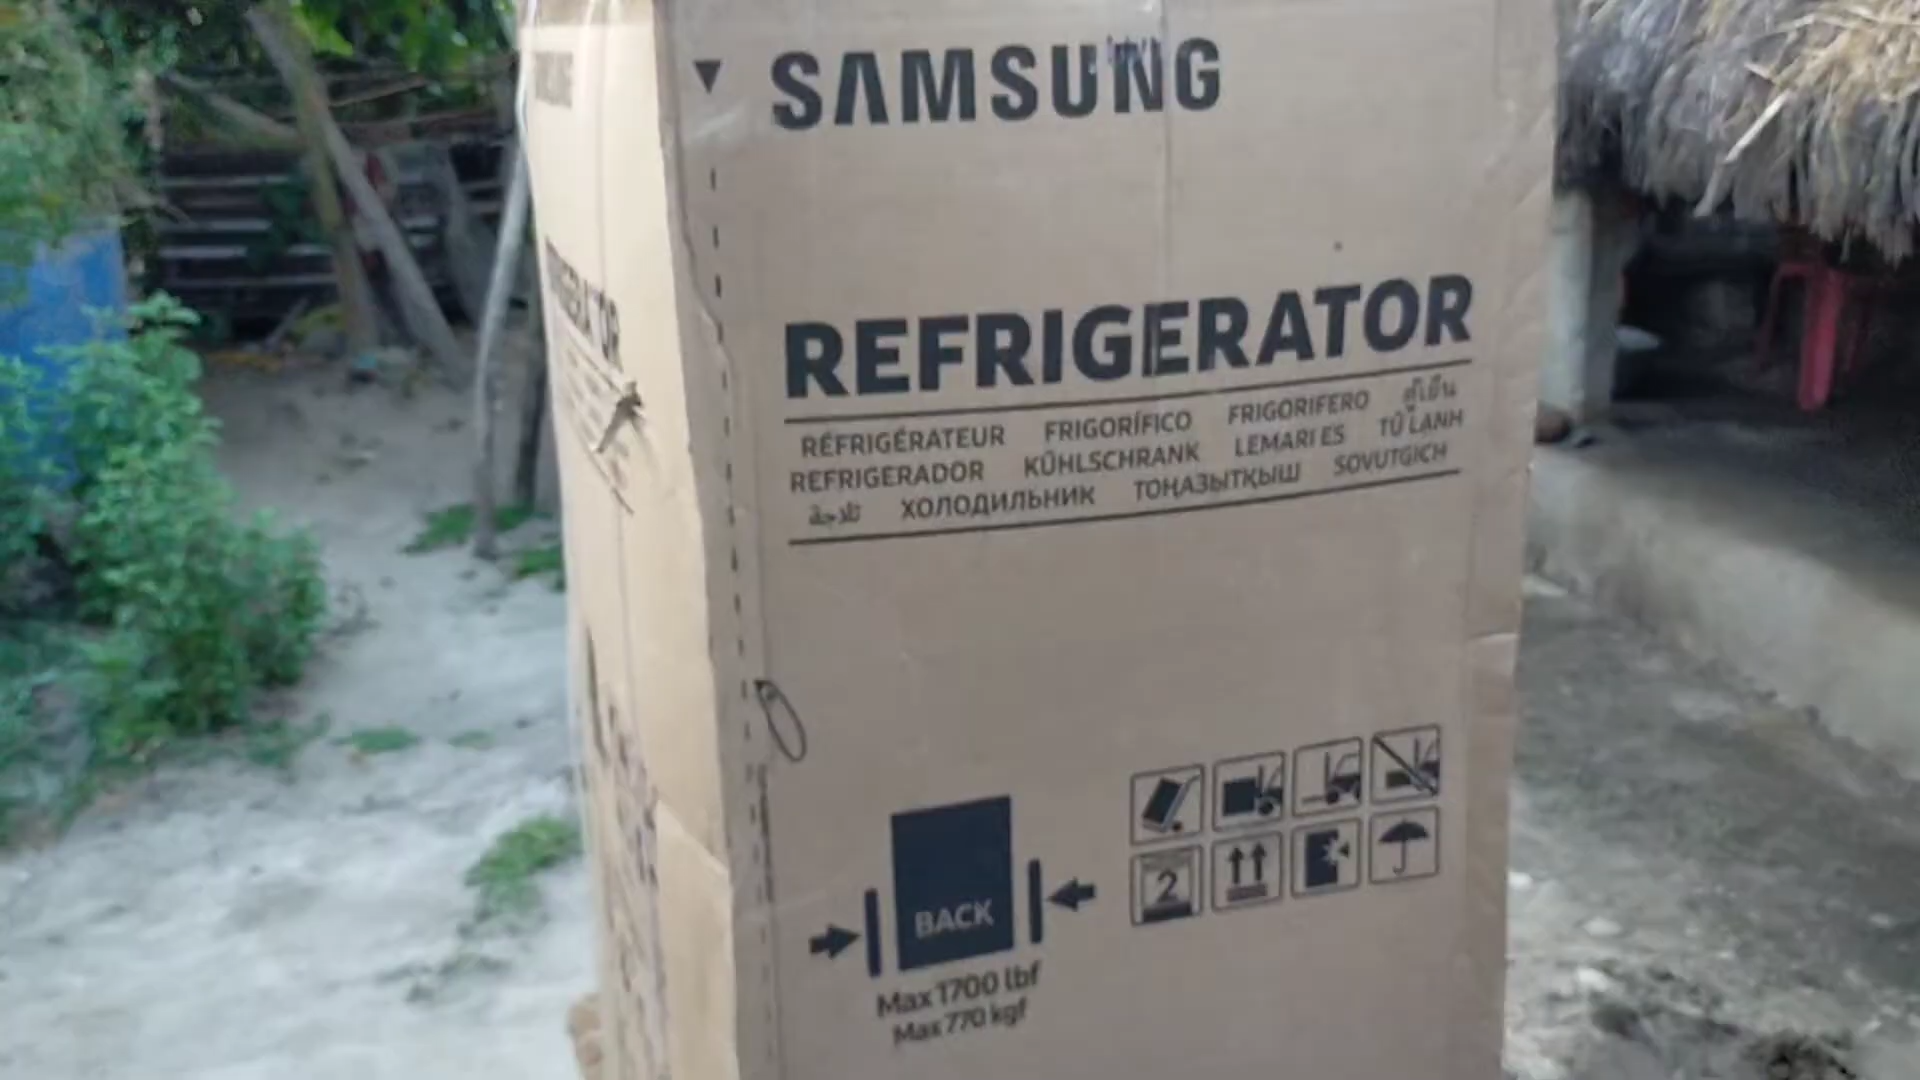 SAMSUNG
REFRIGERATOR
RÉFRIGÉRATEUR FRIGORÍFICO FRIGORIFERO ตู้เย็น
REFRIGERADOR KÜHLSCHRANK LEMARI ES TỦ LẠNH
ثلاجة ХОЛОДИЛЬНИК ТОҢАЗЫТҚЫШ SOVUTGICH
2
BACK
Max 1700 lbf
Max 770 kgf